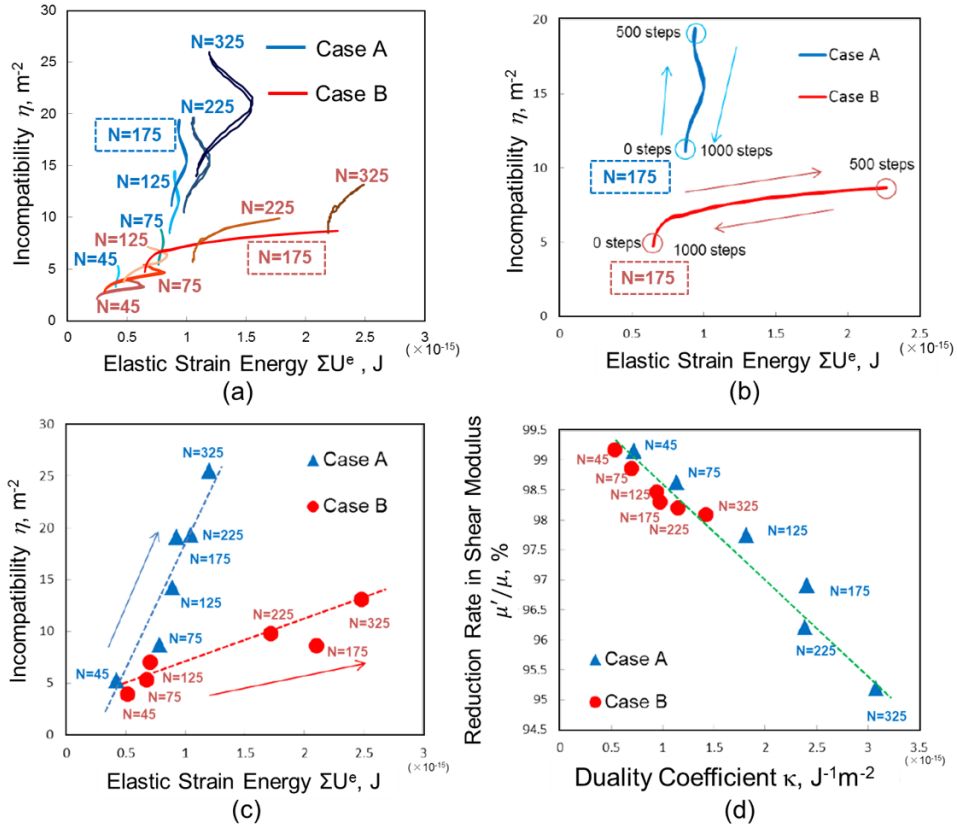 30
25
20
15
10
5
0
Incompatibility η, m-2
N=325
N=225
N=175
N=125
N=75
N=125
N=45
N=75
N=45
N=325
N=225
N=175
Case A
Case B
0
0.5
1
1.5
2
2.5
3
(×10-15)
Elastic Strain Energy ΣUe , J
(a)
20
15
10
5
0
Incompatibility η, m-2
500 steps
Case A
Case B
0 steps
1000 steps
N=175
500 steps
0 steps
1000 steps
N=175
0
0.5
1
1.5
2
2.5
3
(×10-15)
Elastic Strain Energy ΣUe , J
(b)
30
25
20
15
10
5
0
Incompatibility η, m-2
N=325
Case A
Case B
N=225
N=175
N=125
N=75
N=45
N=225
N=325
N=175
N=125
N=75
N=45
0
0.5
1
1.5
2
2.5
3
(×10-15)
Elastic Strain Energy ΣUe , J
(c)
99.5
99
98.5
98
97.5
97
96.5
96
95.5
95
94.5
Reduction Rate in Shear Modulus
μ'/μ, %
N=45
N=45
N=75
N=75
N=125
N=175
N=225
N=325
N=125
N=175
N=225
N=325
Case A
Case B
0
0.5
1
1.5
2
2.5
3
3.5
(×10-15)
Duality Coefficient κ, J-1m-2
(d)